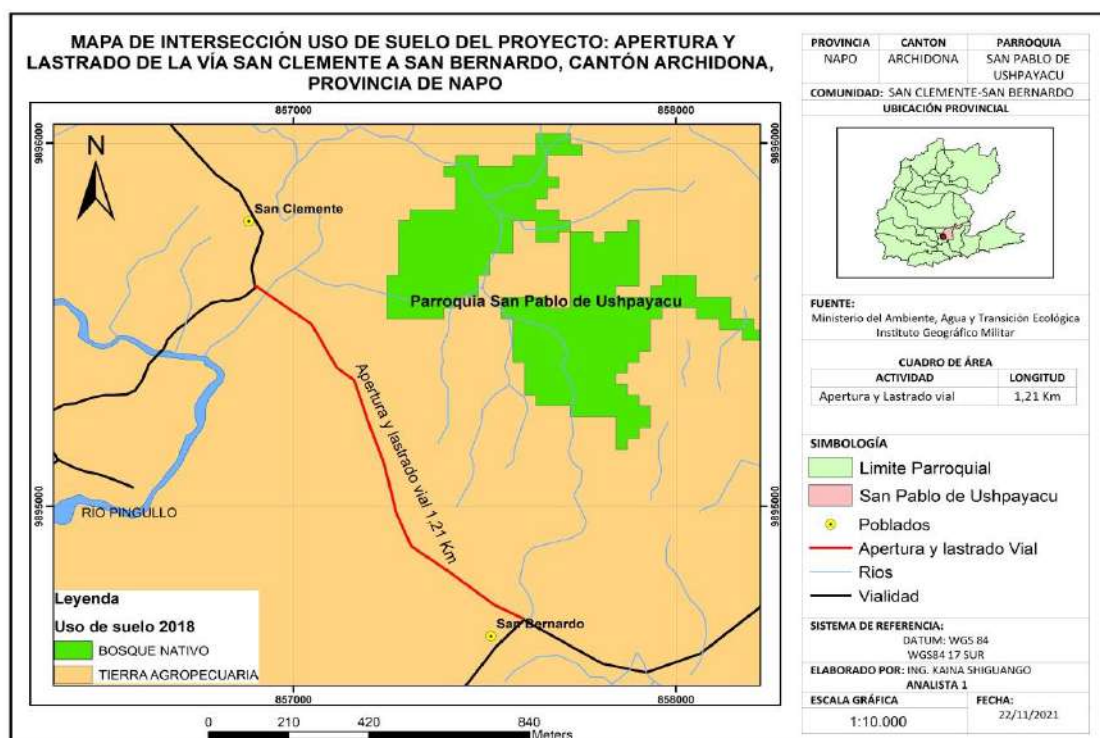 MAPA DE INTERSECCIÓN USO DE SUELO DEL PROYECTO: APERTURA Y
LASTRADO DE LA VÍA SAN CLEMENTE A SAN BERNARDO, CANTÓN ARCHIDONA,
PROVINCIA DE NAPO
857000
858000
9896000
9896000
N
San Clemente
Parroquia San Pablo de Ushpayacu
Apertura y lastrado vial 1,21 Km
9895000
9895000
RÍO PINGULLO
San Bernardo
Leyenda
Uso de suelo 2018
BOSQUE NATIVO
TIERRA AGROPECUARIA
857000
858000
0 210 420 840
Meters
PROVINCIA CANTON PARROQUIA
NAPO ARCHIDONA SAN PABLO DE
USHPAYACU
COMUNIDAD: SAN CLEMENTE-SAN BERNARDO
UBICACIÓN PROVINCIAL
FUENTE:
Ministerio del Ambiente, Agua y Transición Ecológica
Instituto Geográfico Militar
CUADRO DE ÁREA
ACTIVIDAD LONGITUD
Apertura y Lastrado vial 1,21 Km
SIMBOLOGÍA
Limite Parroquial
San Pablo de Ushpayacu
Poblados
Apertura y lastrado Vial
Rios
Vialidad
SISTEMA DE REFERENCIA:
DATUM: WGS 84
WGS84 17 SUR
ELABORADO POR: ING. KAINA SHIGUANGO
ANALISTA 1
ESCALA GRÁFICA FECHA:
1:10.000 22/11/2021